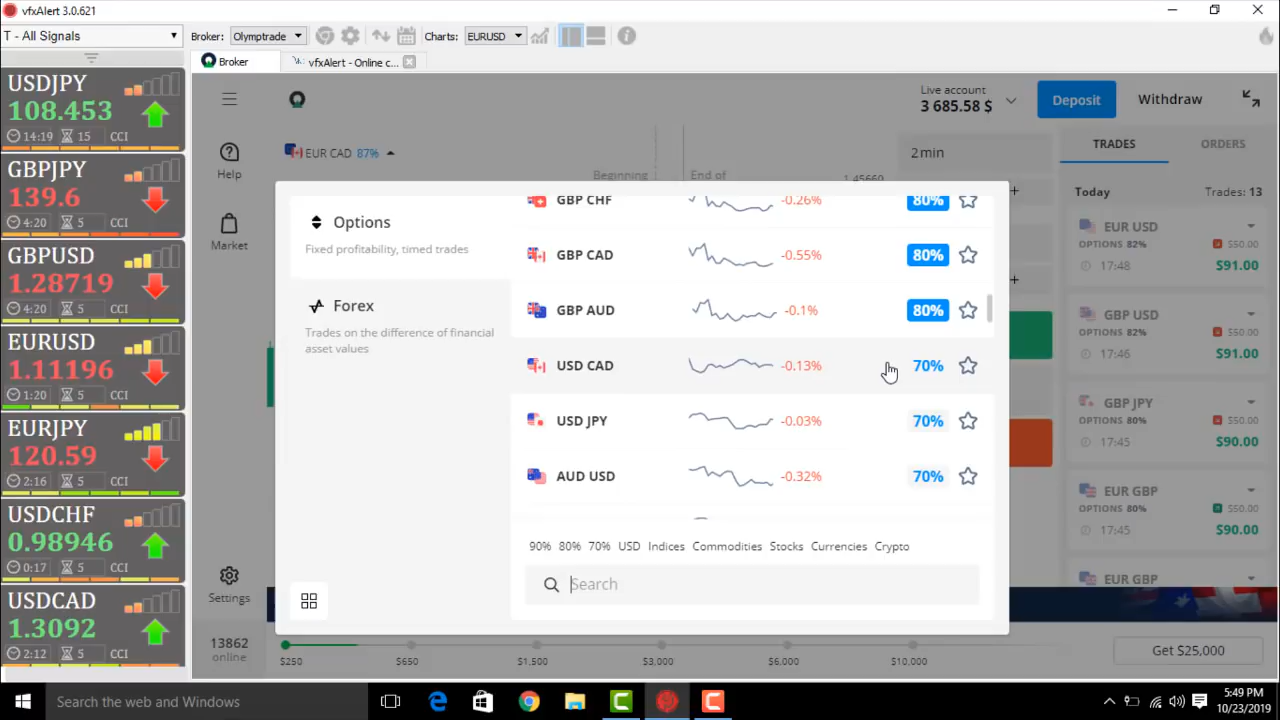 vfxAlert 3.0.621
T - All Signals
Broker: Olymptrade
Charts: EURUSD
Broker
vfxAlert - Online c...
USDJPY
108.453
14:19 15 CCI
GBPJPY
139.6
4:20 5 CCI
GBPUSD
1.28719
4:20 5 CCI
EURUSD
1.11196
1:20 5 CCI
EURJPY
120.59
2:16 5 CCI
USDCHF
0.98946
0:17 5 CCI
USDCAD
1.3092
2:12 5 CCI
Help
Market
Settings
13862
online
Live account
3 685.58 $
Deposit
Withdraw
EUR CAD 87%
Beginning
End of
1.45660
2min
Options
Fixed profitability, timed trades
Forex
Trades on the difference of financial
asset values
GBP CHF -0.26% 80%
GBP CAD -0.55% 80%
GBP AUD -0.1% 80%
USD CAD -0.13% 70%
USD JPY -0.03% 70%
AUD USD -0.32% 70%
90% 80% 70% USD Indices Commodities Stocks Currencies Crypto
Search
TRADES ORDERS
Today Trades: 13
EUR USD
OPTIONS 82% $50.00
17:48 $91.00
GBP USD
OPTIONS 82% $50.00
17:46 $91.00
GBP JPY
OPTIONS 80% $50.00
17:45 $90.00
EUR GBP
OPTIONS 80% $50.00
17:45 $90.00
EUR GBP
OPTIONS 80% $50.00
$250 $650 $1,500 $3,000 $6,000 $10,000
Get $25,000
Search the web and Windows
5:49 PM
10/23/2019